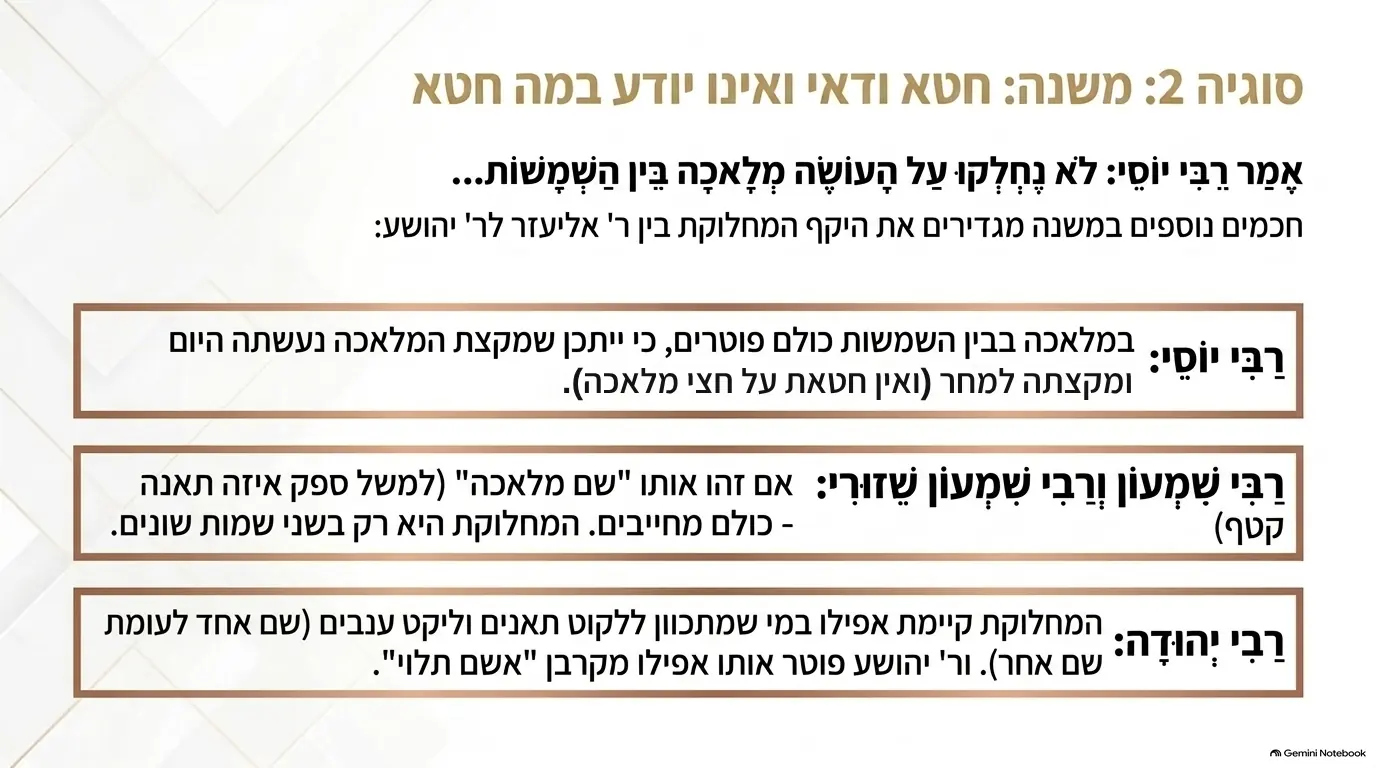 סוגיה 2: משנה: חטא ודאי ואינו יודע במה חטא
אָמַר רַבִּי יוֹסֵי: לֹא נֶחְלְקוּ עַל הָעוֹשֶׂה מְלָאכָה בֵּין הַשְּׁמָשׁוֹת...
חכמים נוספים במשנה מגדירים את היקף המחלוקת בין ר' אליעזר לר' יהושע:
רַבִּי יוֹסֵי: במלאכה בבין השמשות כולם פוטרים, כי ייתכן שמקצת המלאכה נעשתה היום
ומקצתה למחר (ואין חטאת על חצי מלאכה).
רַבִּי שִׁמְעוֹן וְרַבִי שִׁמְעוֹן שֵׁזוּרִי: אם זהו אותו "שם מלאכה" (למשל ספק איזה תאנה
קטף) - כולם מחייבים. המחלוקת היא רק בשני שמות שונים.
רַבִי יְהוּדָה: המחלוקת קיימת אפילו במי שמתכוון ללקוט תאנים וליקט ענבים (שם אחד לעומת
שם אחר). ור' יהושע פוטר אותו אפילו מקרבן "אשם תלוי".
Gemini Notebook